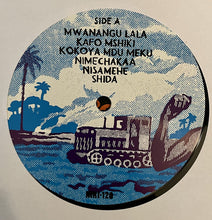 SIDE A
MWANANGU LALA
KAFO MSHIKI
KOKOYA MDU MEKU
NIMECHAKAA
NISAMEHE
SHIDA